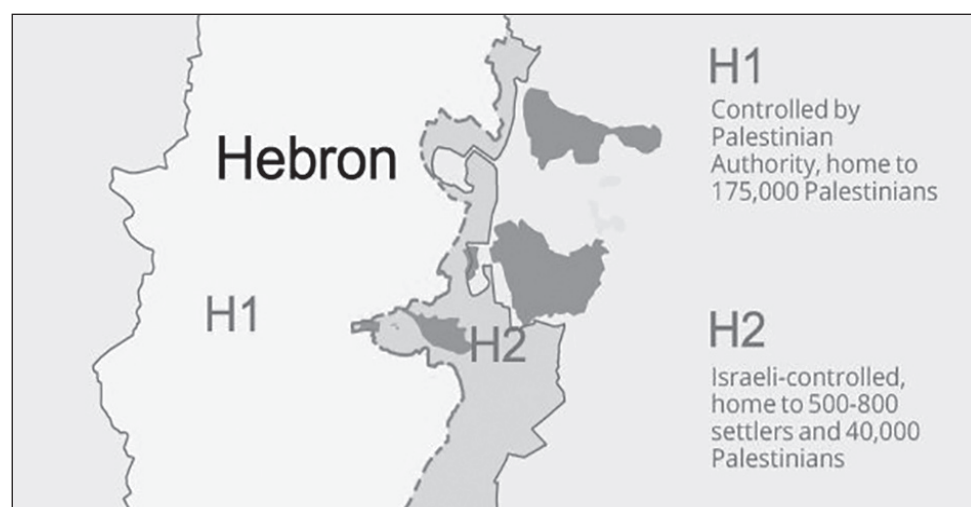 Hebron
H1
H2
H1
Controlled by
Palestinian
Authority, home to
175,000 Palestinians
H2
Israeli-controlled,
home to 500-800
settlers and 40,000
Palestinians